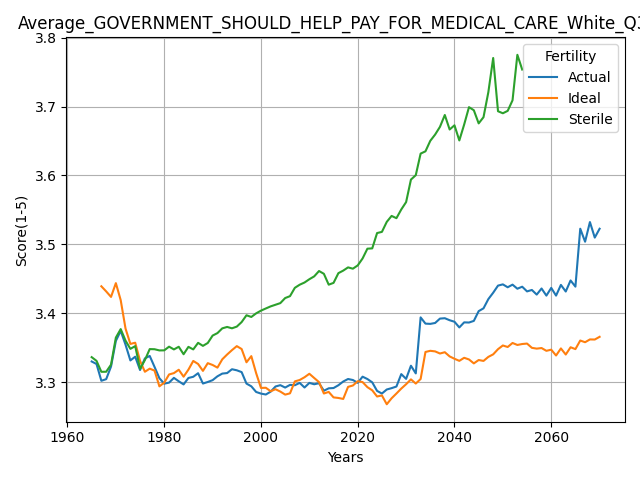 Average_GOVERNMENT_SHOULD_HELP_PAY_FOR_MEDICAL_CARE_White_Q
Fertility
Actual
Ideal
Sterile
Score(1-5)
3.8
3.7
3.6
3.5
3.4
3.3
1960
1980
2000
2020
2040
2060
Years